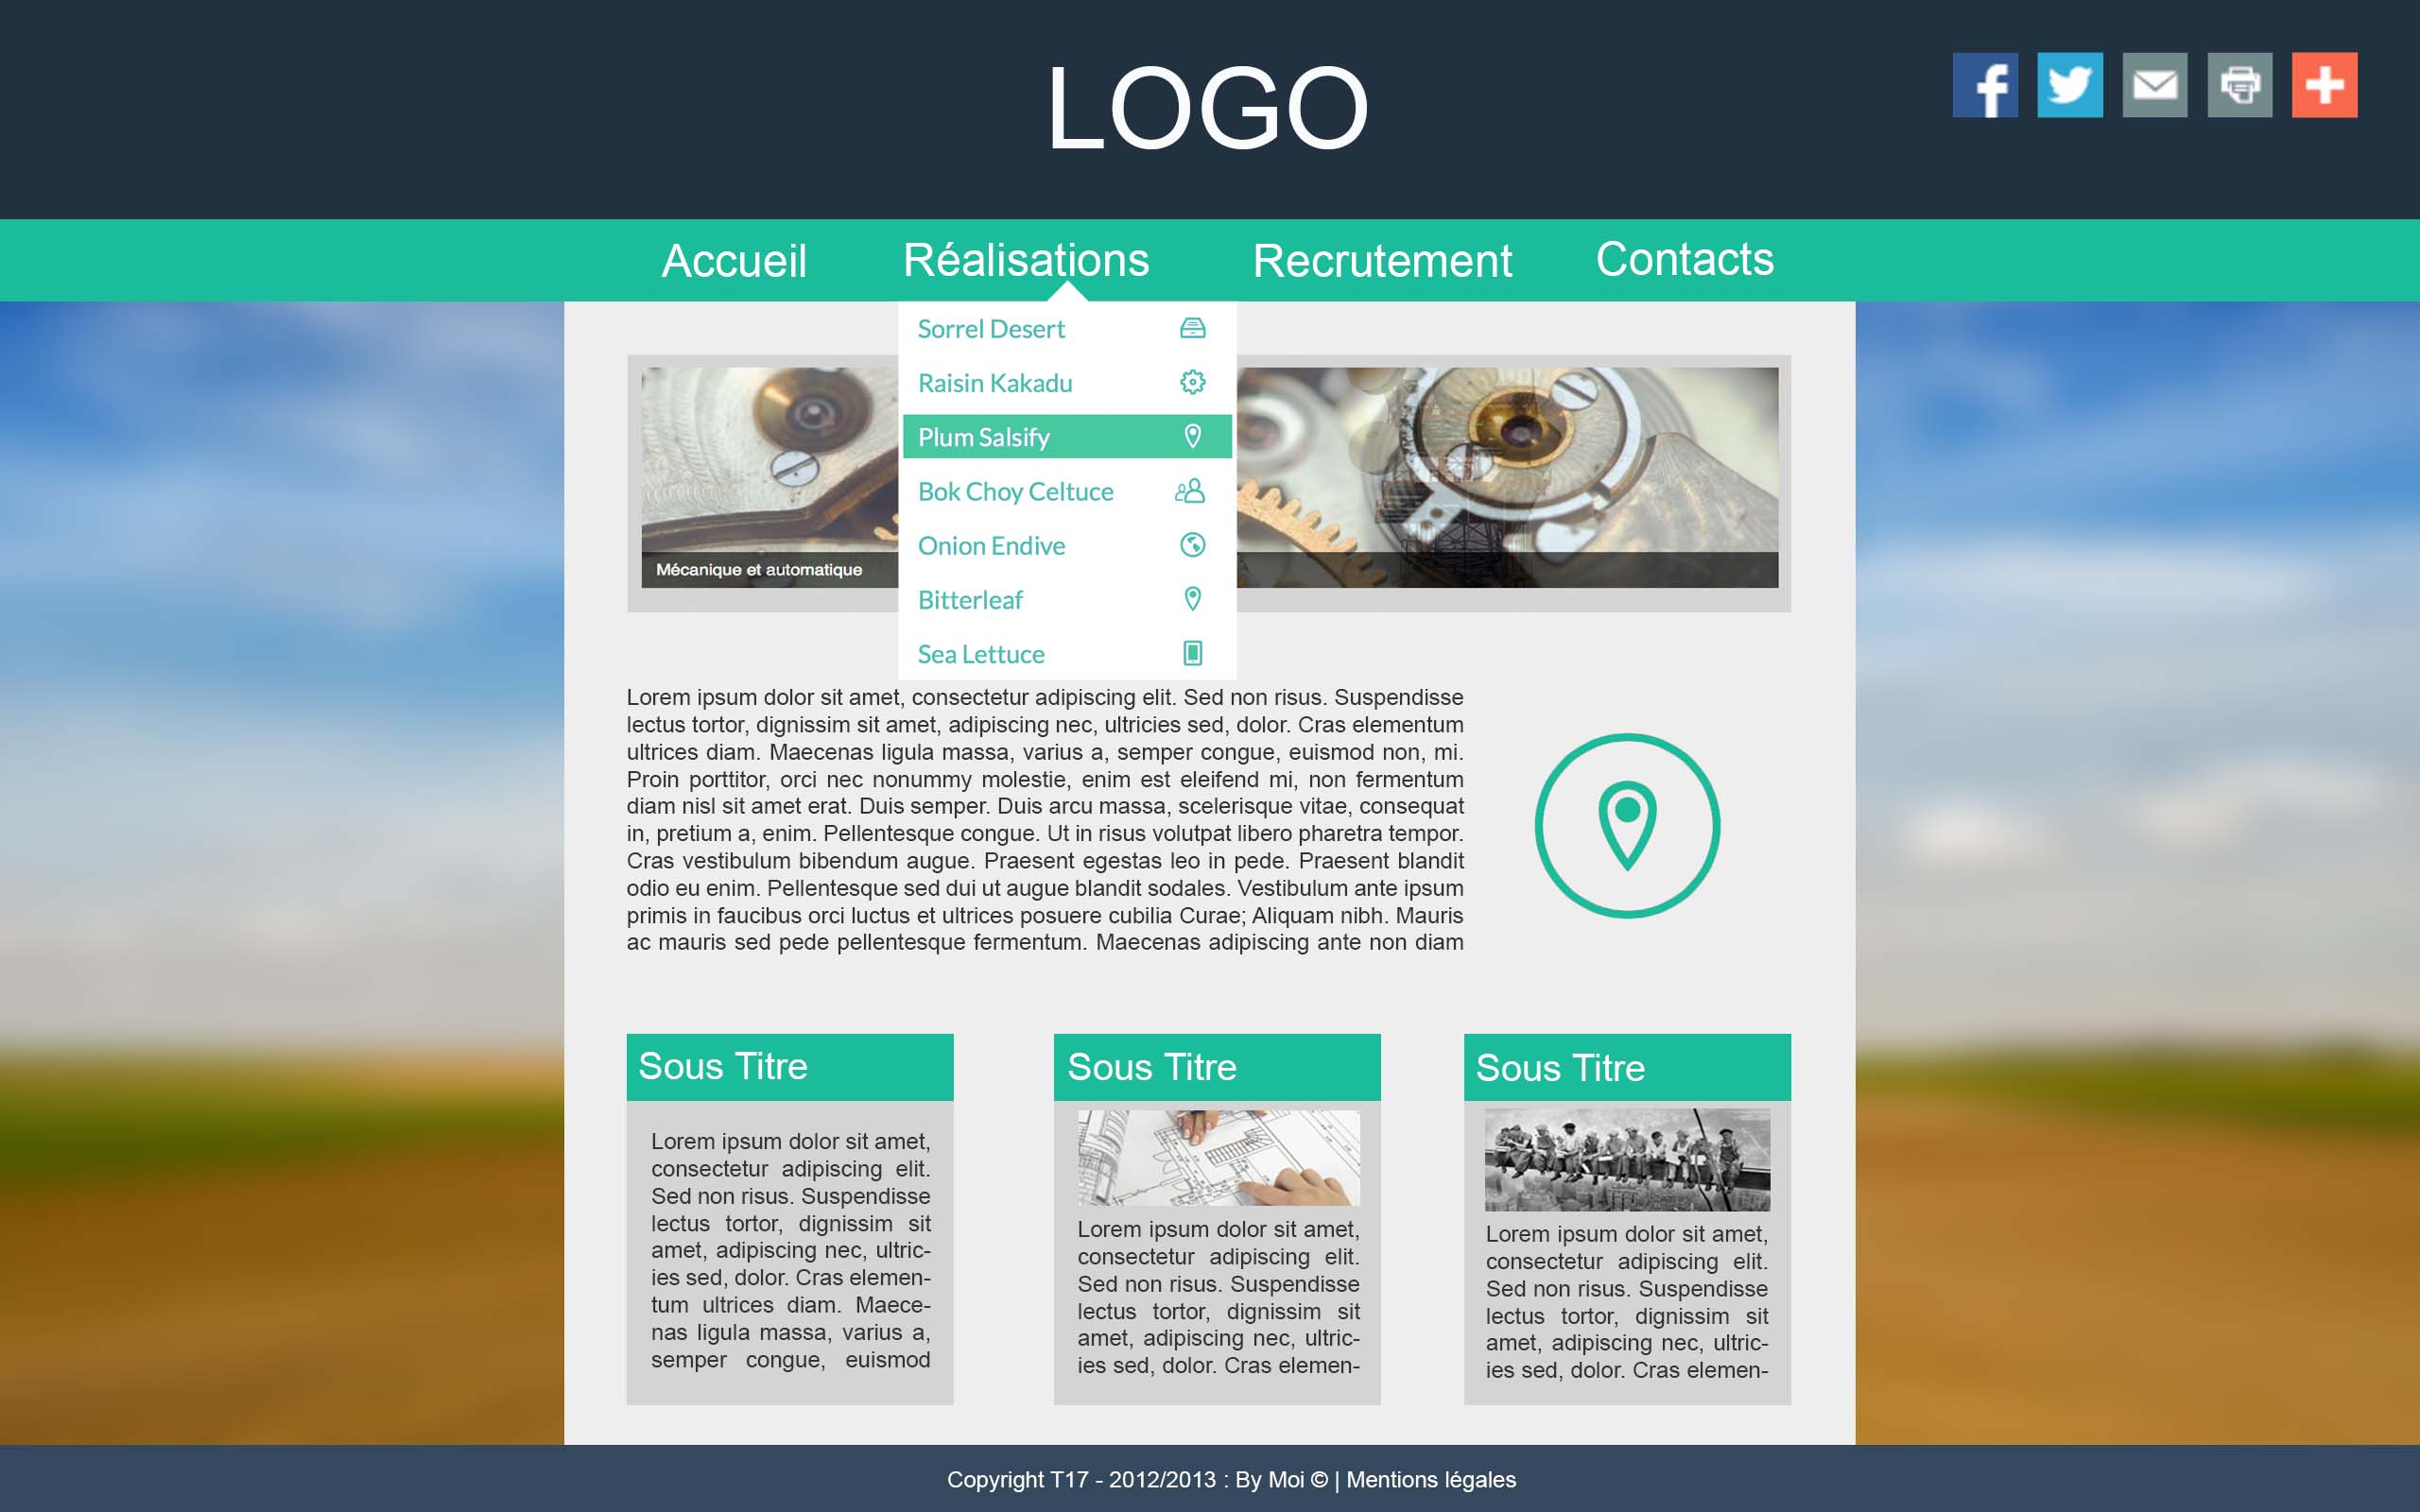 LOGO
Accueil
Réalisations
Recrutement
Contacts
Sorrel Desert
Raisin Kakadu
Plum Salsify
Bok Choy Celtuce
Onion Endive
Bitterleaf
Sea Lettuce
Mécanique et automatique
Lorem ipsum dolor sit amet, consectetur adipiscing elit. Sed non risus. Suspendisse
lectus tortor, dignissim sit amet, adipiscing nec, ultricies sed, dolor. Cras elementum
ultrices diam. Maecenas ligula massa, varius a, semper congue, euismod non, mi.
Proin porttitor, orci nec nonummy molestie, enim est eleifend mi, non fermentum
diam nisl sit amet erat. Duis semper. Duis arcu massa, scelerisque vitae, consequat
in, pretium a, enim. Pellentesque congue. Ut in risus volutpat libero pharetra tempor.
Cras vestibulum bibendum augue. Praesent egestas leo in pede. Praesent blandit
odio eu enim. Pellentesque sed dui ut augue blandit sodales. Vestibulum ante ipsum
primis in faucibus orci luctus et ultrices posuere cubilia Curae; Aliquam nibh. Mauris
ac mauris sed pede pellentesque fermentum. Maecenas adipiscing ante non diam
Sous Titre
Lorem ipsum dolor sit amet,
consectetur adipiscing elit.
Sed non risus. Suspendisse
lectus tortor, dignissim sit
amet, adipiscing nec, ultric-
ies sed, dolor. Cras elemen-
tum ultrices diam. Maece-
nas ligula massa, varius a,
semper congue, euismod
Sous Titre
Lorem ipsum dolor sit amet,
consectetur adipiscing elit.
Sed non risus. Suspendisse
lectus tortor, dignissim sit
amet, adipiscing nec, ultric-
ies sed, dolor. Cras elemen-
Sous Titre
Lorem ipsum dolor sit amet,
consectetur adipiscing elit.
Sed non risus. Suspendisse
lectus tortor, dignissim sit
amet, adipiscing nec, ultric-
ies sed, dolor. Cras elemen-
Copyright T17 - 2012/2013 : By Moi © | Mentions légales